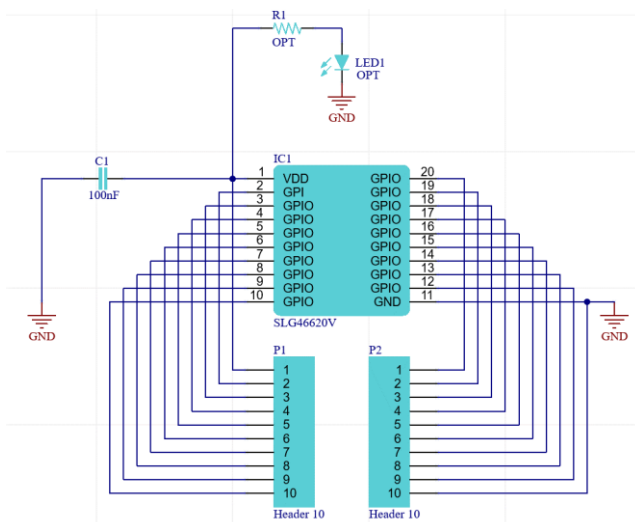 R1
OPT
LED1
OPT
GND
C1
100nF
GND
IC1
1 VDD GPIO 20
2 GPI GPIO 19
3 GPIO GPIO 18
4 GPIO GPIO 17
5 GPIO GPIO 16
6 GPIO GPIO 15
7 GPIO GPIO 14
8 GPIO GPIO 13
9 GPIO GPIO 12
10 GPIO GND 11
SLG46620V
GND
P1
1
2
3
4
5
6
7
8
9
10
Header 10
P2
1
2
3
4
5
6
7
8
9
10
Header 10